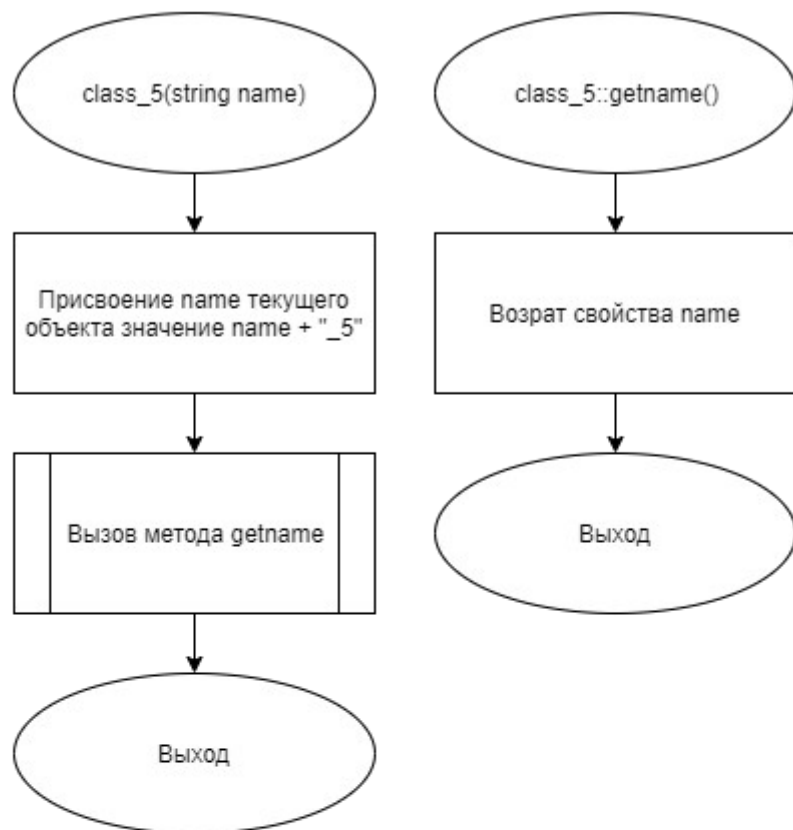 class_5(string name)
Присвоение name текущего
объекта значение name + "_5"
Вызов метода getname
Выход
class_5::getname()
Возрат свойства name
Выход